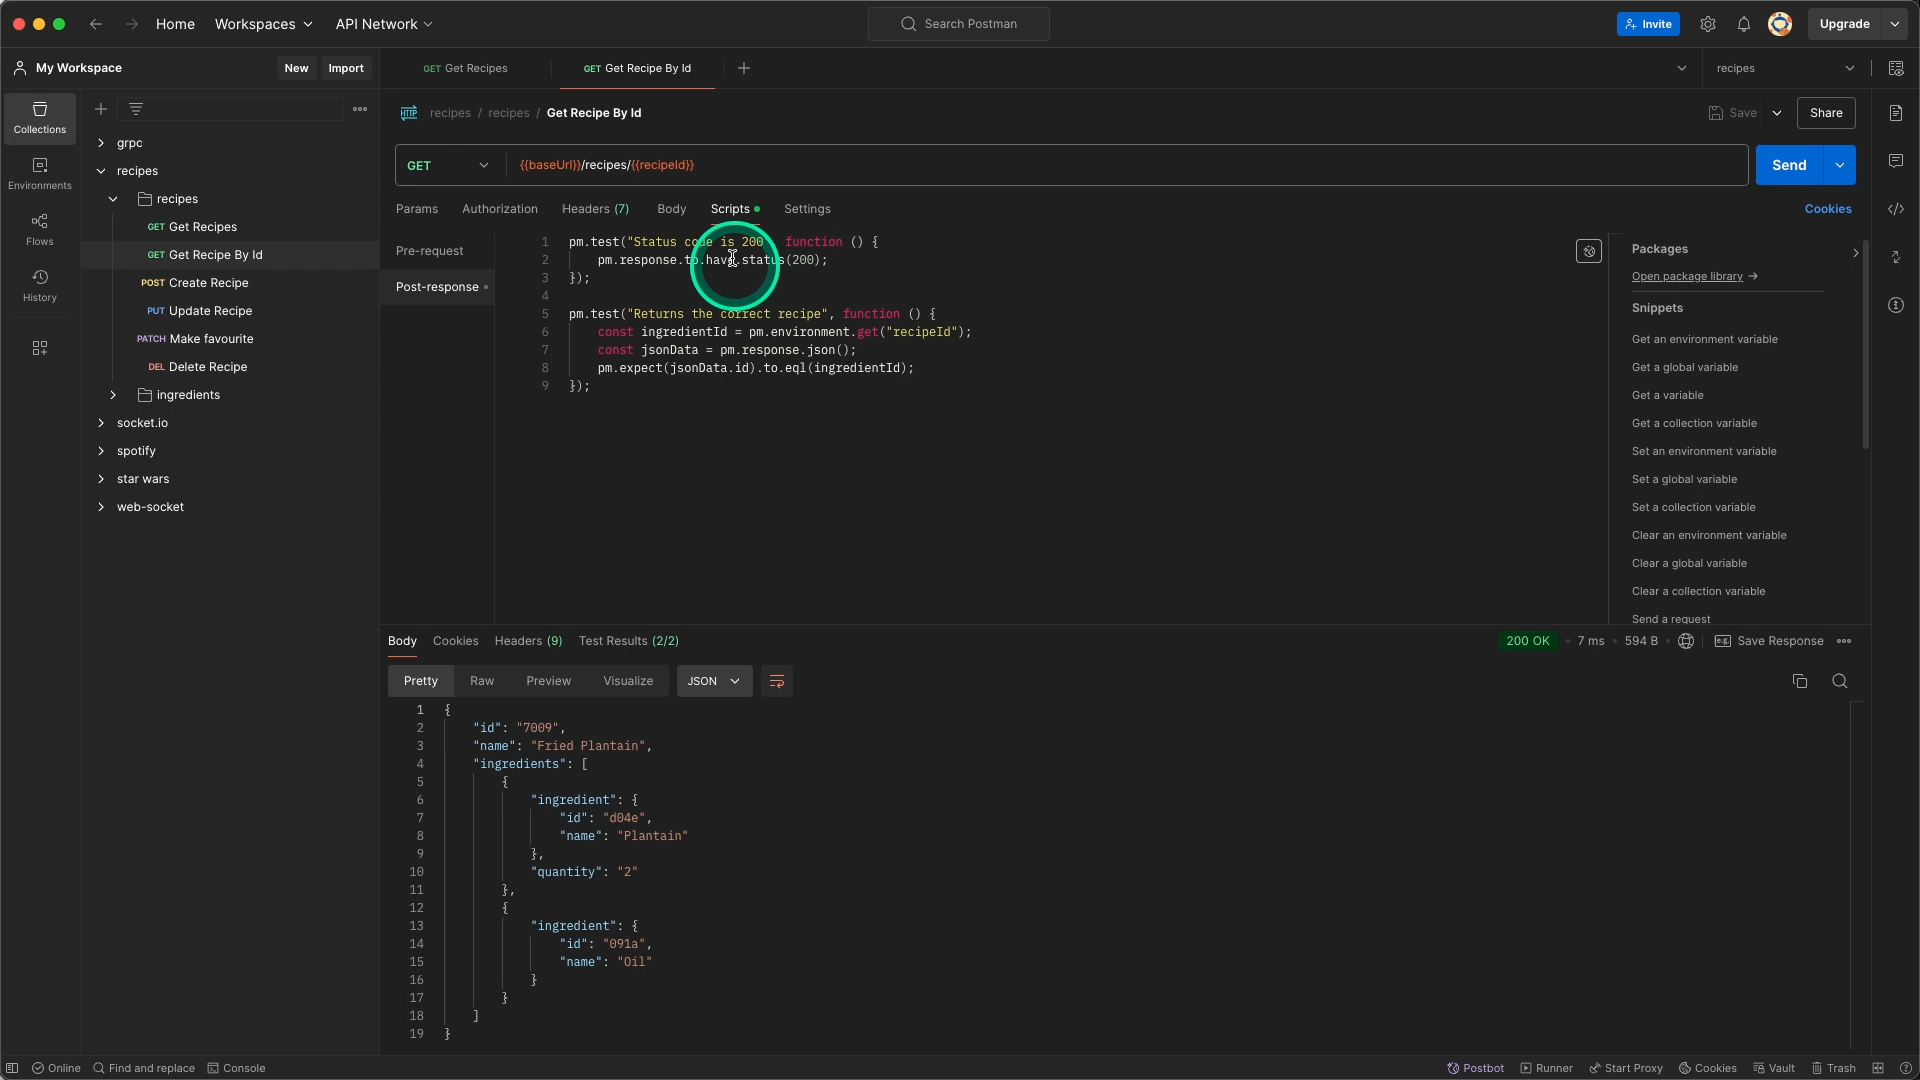 Home
Workspaces
API Network
Search Postman
Invite
Upgrade
My Workspace
New
Import
GET Get Recipes
GET Get Recipe By Id
recipes
Collections
Environments
Flows
History
grpc
recipes
recipes
GET Get Recipes
GET Get Recipe By Id
POST Create Recipe
PUT Update Recipe
PATCH Make favourite
DEL Delete Recipe
ingredients
socket.io
spotify
star wars
web-socket
HTTP recipes / recipes / Get Recipe By Id
Save
Share
GET
{{baseUrl}}/recipes/{{recipeId}}
Send
Params
Authorization
Headers (7)
Body
Scripts
Settings
Cookies
Pre-request
Post-response
1 pm.test("Status code is 200", function () {
2 pm.response.to.have.status(200);
3 });
4
5 pm.test("Returns the correct recipe", function () {
6 const ingredientId = pm.environment.get("recipeId");
7 const jsonData = pm.response.json();
8 pm.expect(jsonData.id).to.eql(ingredientId);
9 });
Packages
Open package library →
Snippets
Get an environment variable
Get a global variable
Get a variable
Get a collection variable
Set an environment variable
Set a global variable
Set a collection variable
Clear an environment variable
Clear a global variable
Clear a collection variable
Send a request
Body
Cookies
Headers (9)
Test Results (2/2)
200 OK
7 ms
594 B
e.g. Save Response
Pretty
Raw
Preview
Visualize
JSON
1 {
2 "id": "7009",
3 "name": "Fried Plantain",
4 "ingredients": [
5 {
6 "ingredient": {
7 "id": "d04e",
8 "name": "Plantain"
9 },
10 "quantity": "2"
11 },
12 {
13 "ingredient": {
14 "id": "091a",
15 "name": "Oil"
16 }
17 }
18 ]
19 }
Online
Find and replace
Console
Postbot
Runner
Start Proxy
Cookies
Vault
Trash